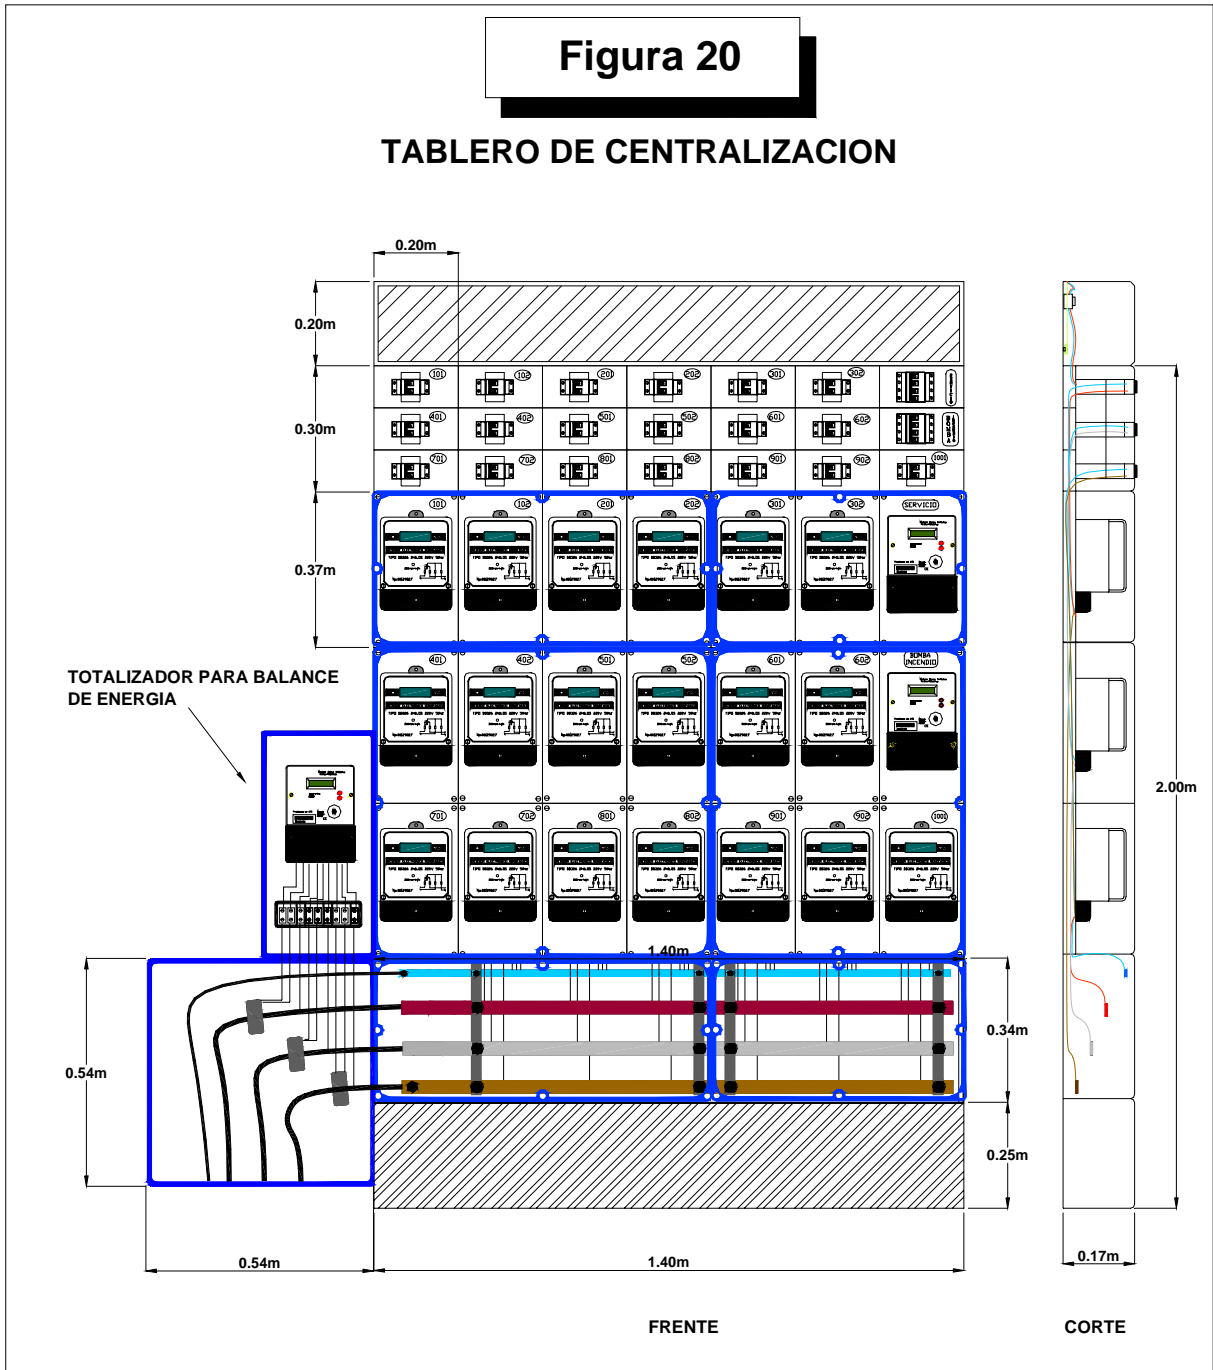 Figura 20
TABLERO DE CENTRALIZACION
0.20m
0.20m
0.30m
101
102
201
202
301
302
401
402
501
502
601
602
701
702
801
802
901
902
1001
0.37m
101
102
201
202
301
302
SERVICIO
TOTALIZADOR PARA BALANCE
DE ENERGIA
401
402
501
502
601
602
BOMBA
INCENDIO
2.00m
701
702
801
802
901
902
1001
1.40m
0.54m
0.34m
0.25m
0.54m
1.40m
0.17m
FRENTE
CORTE